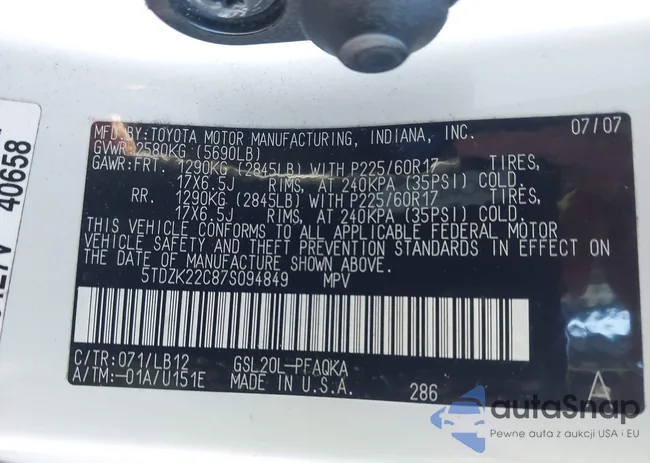 MFD.BY:TOYOTA MOTOR MANUFACTURING, INDIANA, INC. 07/07
GVWR 2580KG (5690LB)
GAWR:FRT. 1290KG (2845LB) WITH P225/60R17 TIRES,
17X6.5J RIMS, AT 240KPA (35PSI) COLD.
RR. 1290KG (2845LB) WITH P225/60R17 TIRES,
17X6.5J RIMS, AT 240KPA (35PSI) COLD.
THIS VEHICLE CONFORMS TO ALL APPLICABLE FEDERAL MOTOR
VEHICLE SAFETY AND THEFT PREVENTION STANDARDS IN EFFECT ON
THE DATE OF MANUFACTURE SHOWN ABOVE.
5TDZK22C87S094849 MPV
C/TR:071/LB12 GSL20L-PFAQKA
A/TM:-01A/U151E MADE IN U.S.A. 286 A
40658
autoSnap
Pewne auta z aukcji USA i EU